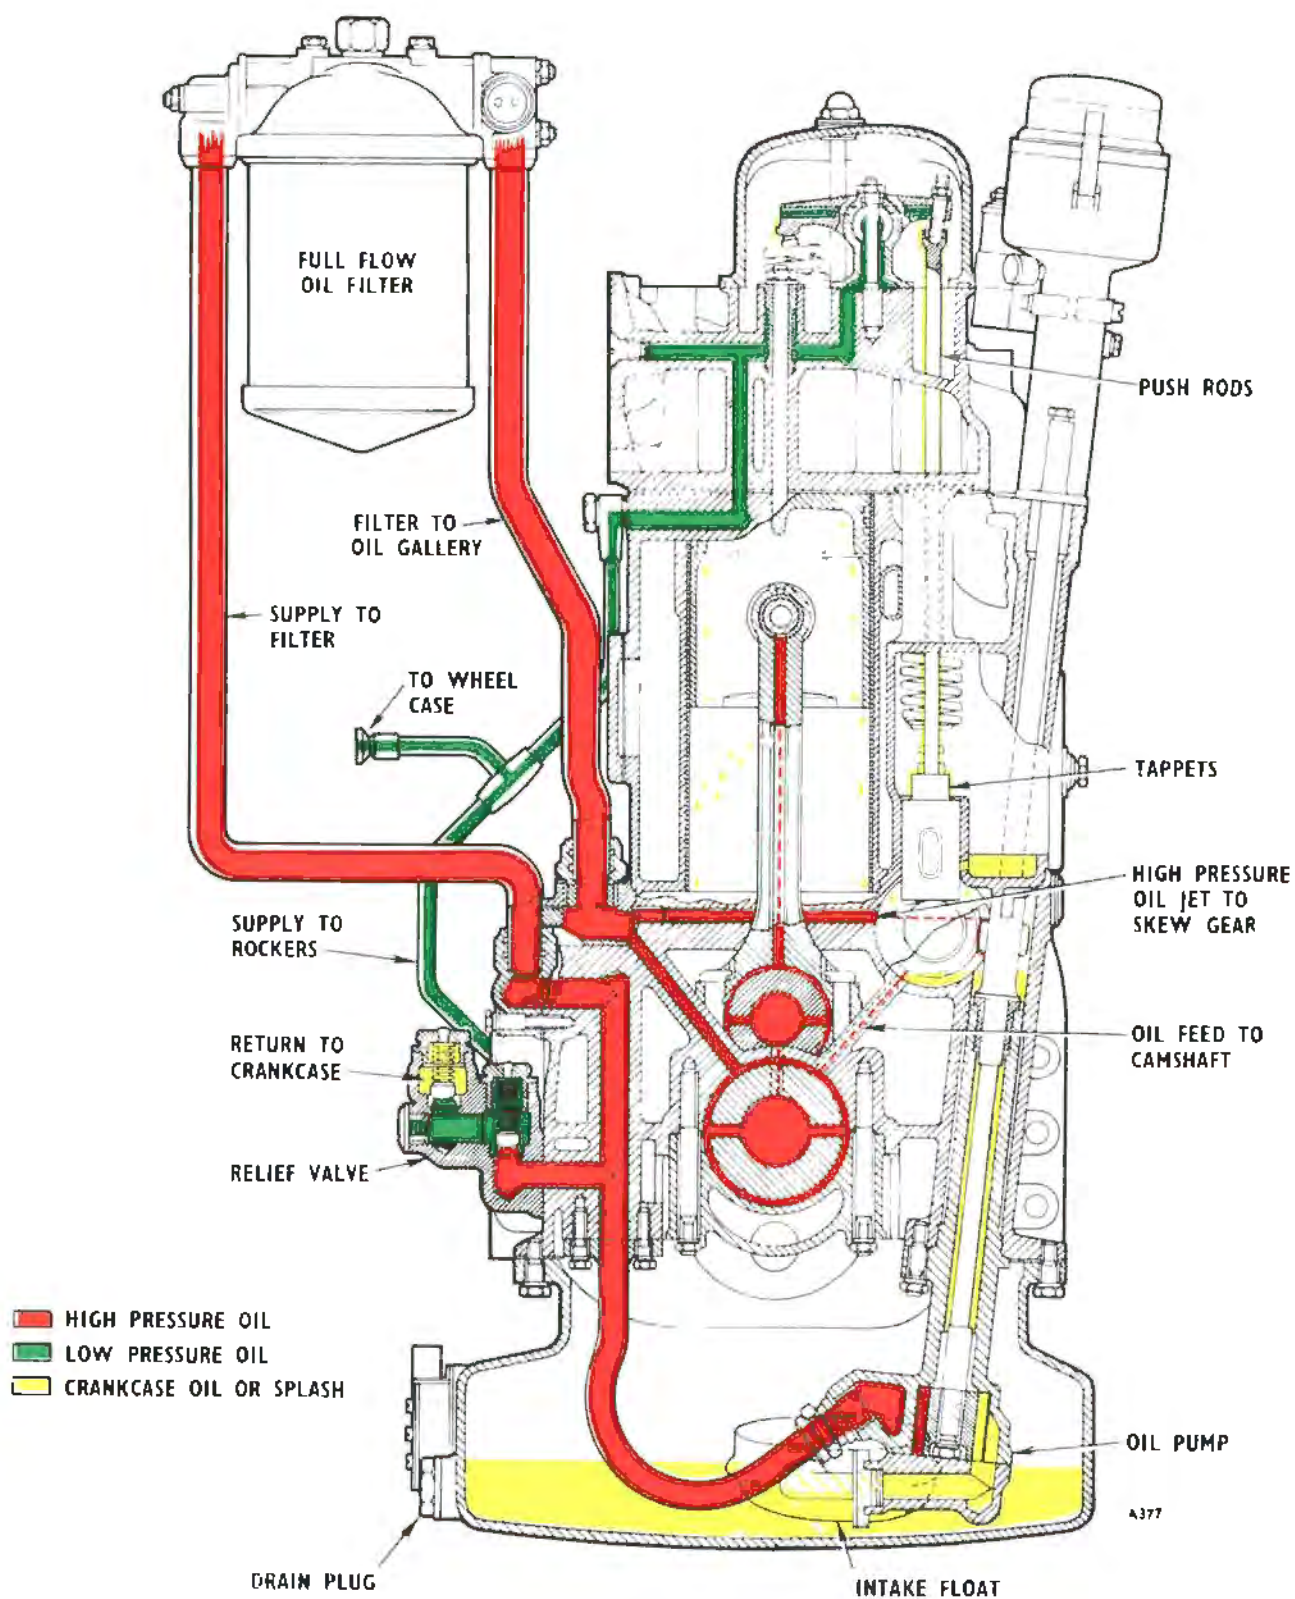 FULL FLOW
OIL FILTER
PUSH RODS
FILTER TO
OIL GALLERY
SUPPLY TO
FILTER
TO WHEEL
CASE
TAPPETS
HIGH PRESSURE
OIL JET TO
SKEW GEAR
SUPPLY TO
ROCKERS
OIL FEED TO
CAMSHAFT
RETURN TO
CRANKCASE
RELIEF VALVE
HIGH PRESSURE OIL
LOW PRESSURE OIL
CRANKCASE OIL OR SPLASH
OIL PUMP
A377
DRAIN PLUG
INTAKE FLOAT